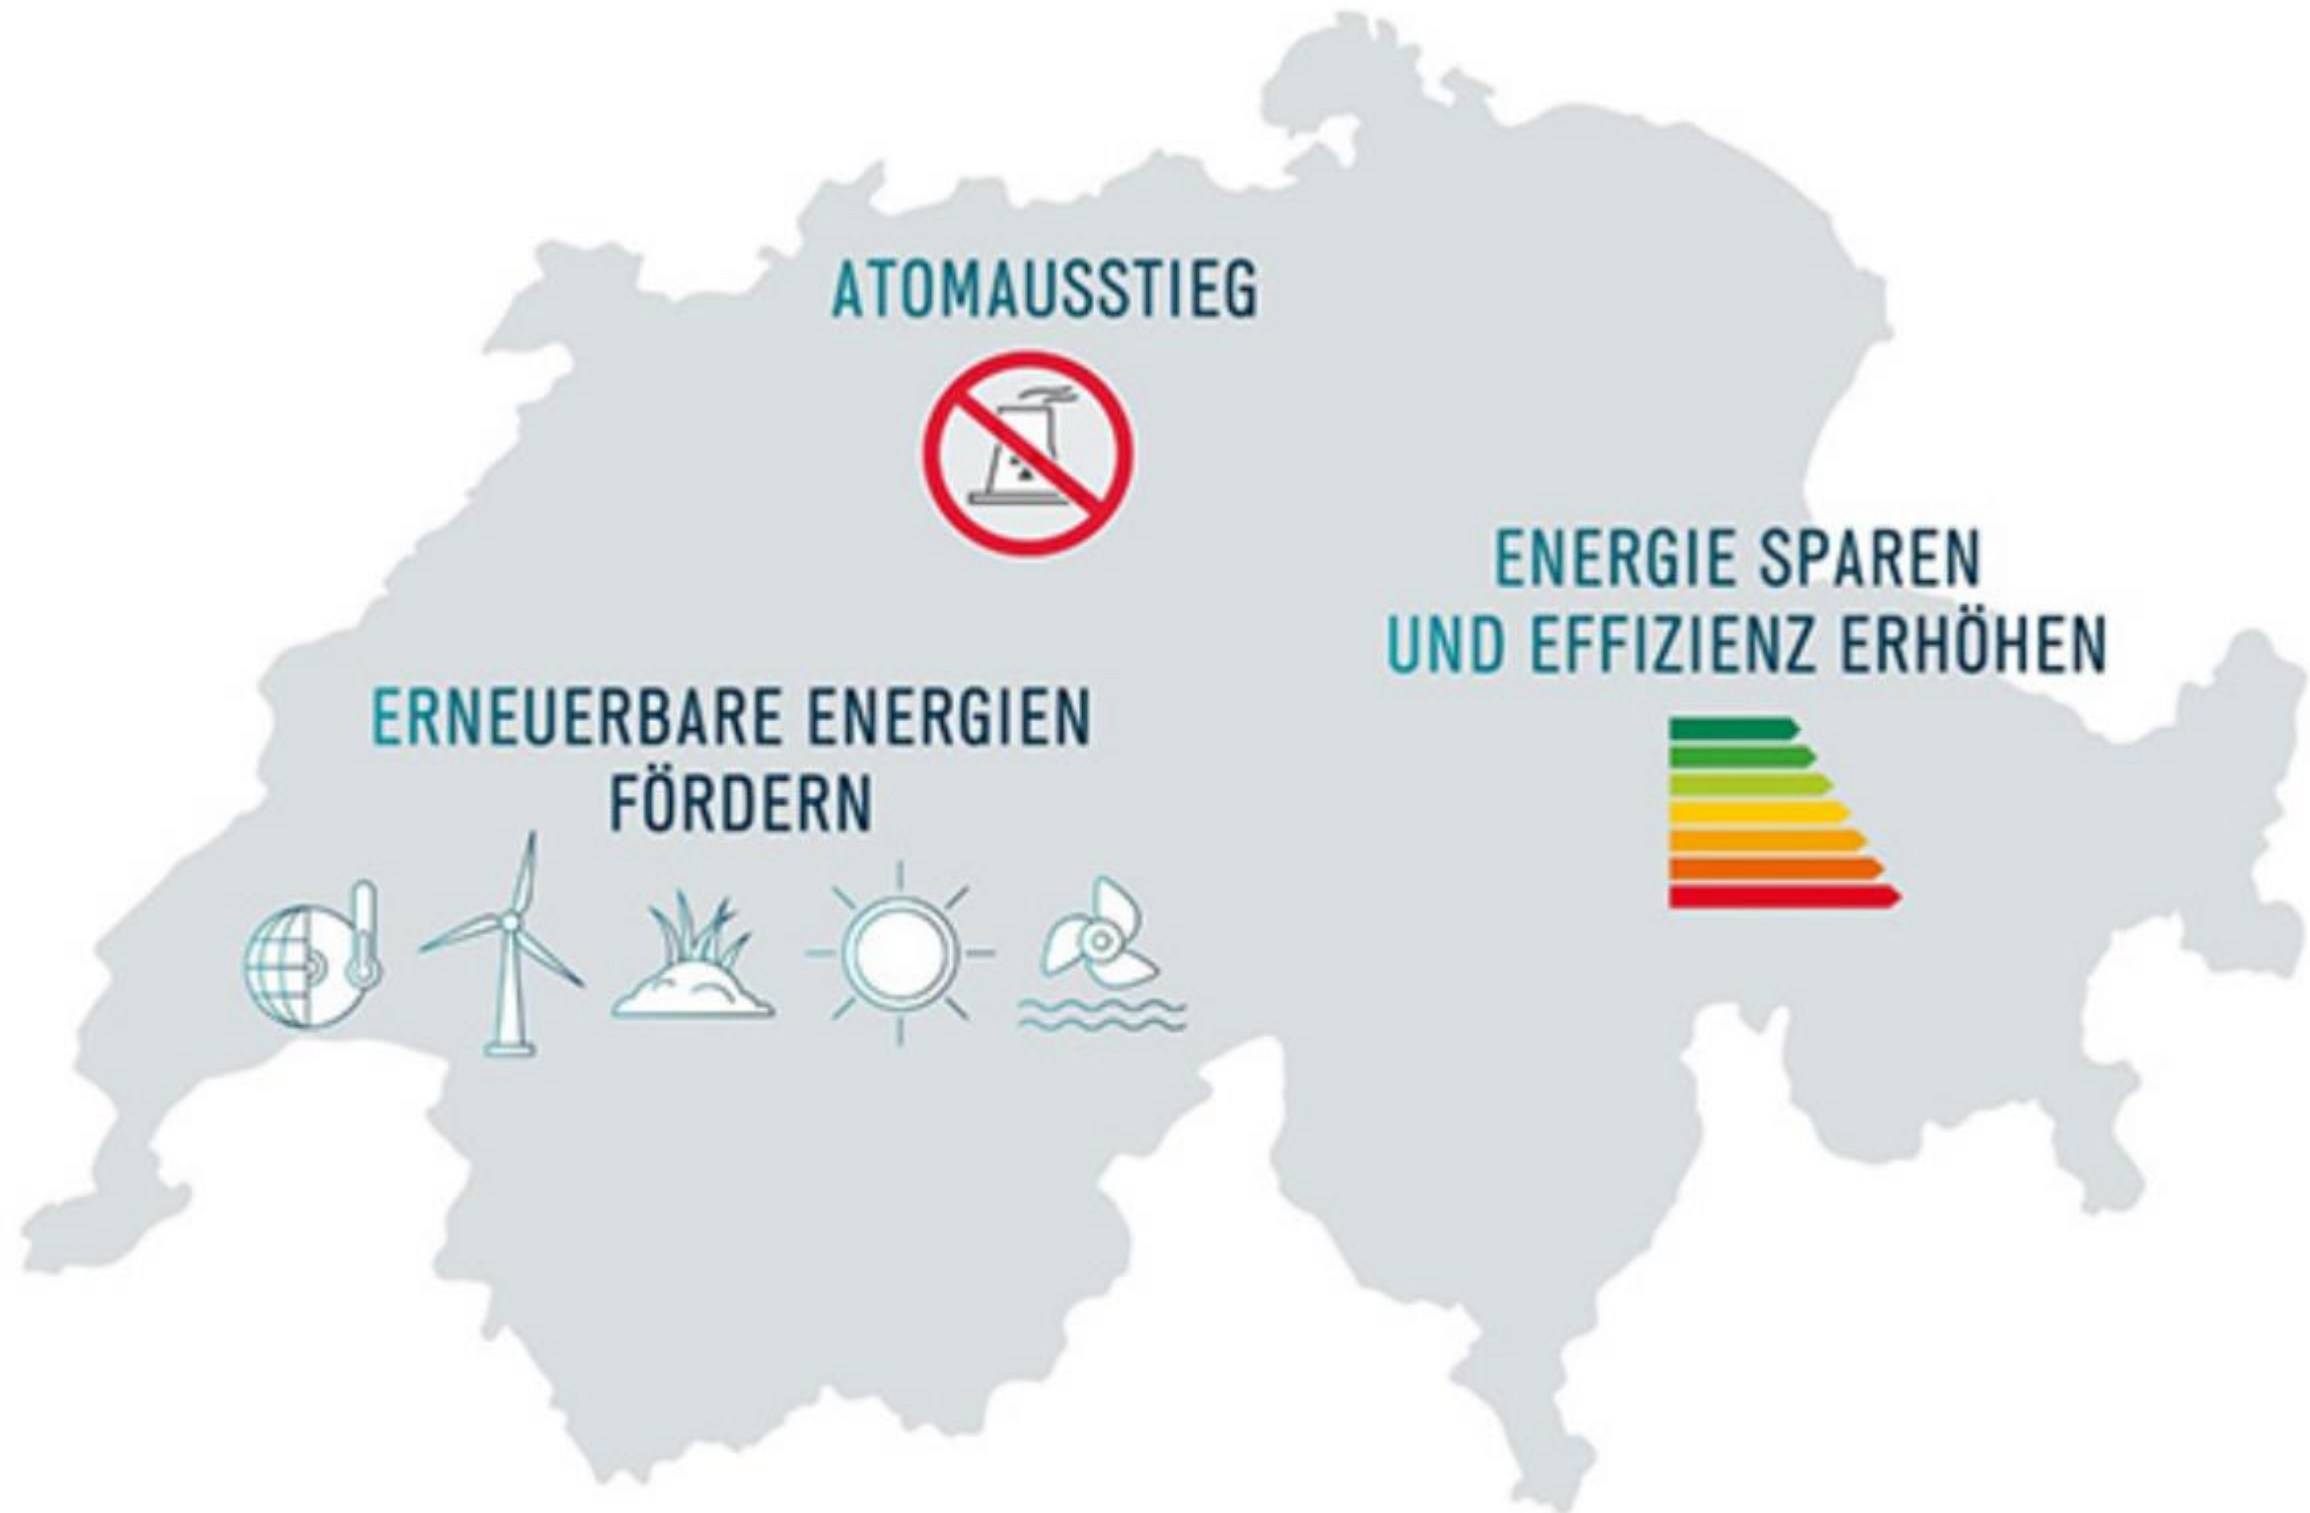 ATOMAUSSTIEG
ENERGIE SPAREN
UND EFFIZIENZ ERHÖHEN
ERNEUERBARE ENERGIEN
FÖRDERN